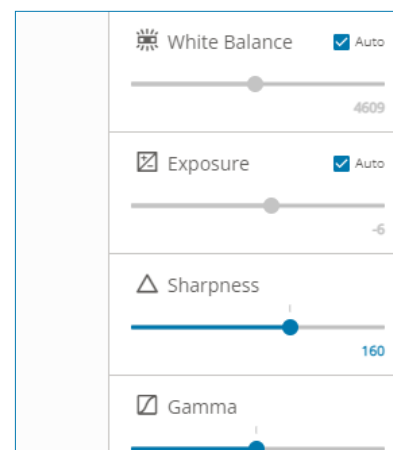 White Balance Auto
4609
Exposure Auto
-6
Sharpness
160
Gamma